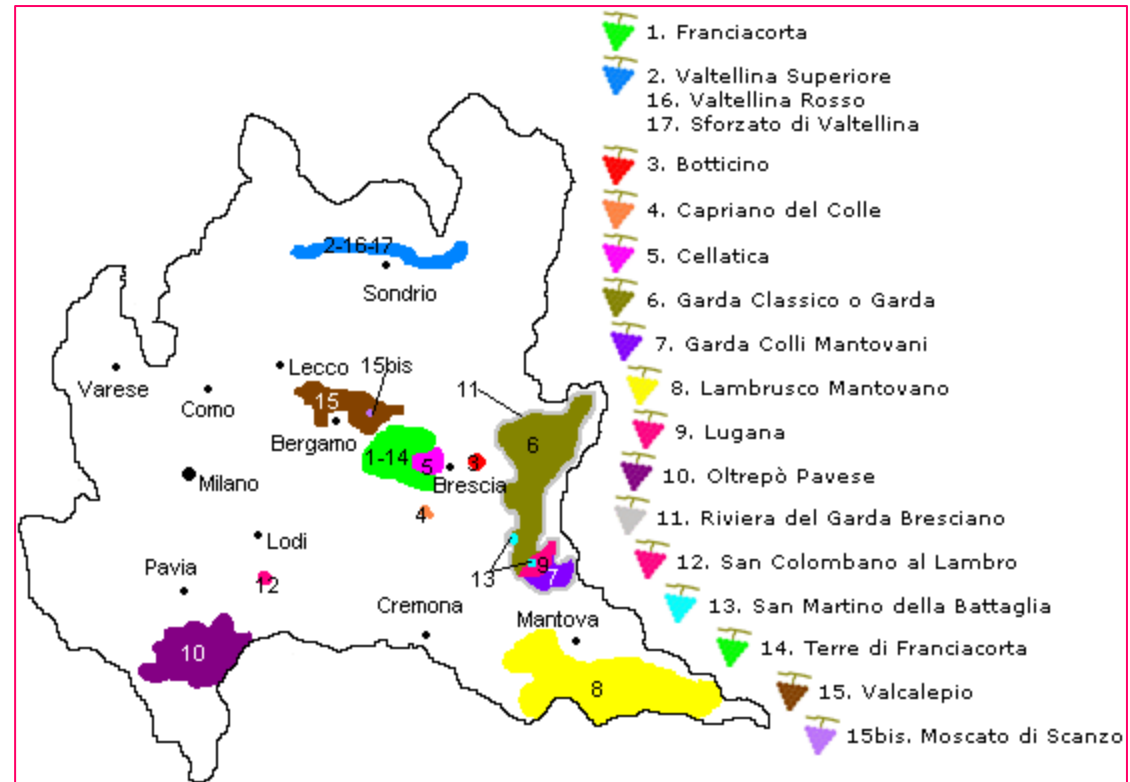 1. Franciacorta
2. Valtellina Superiore
16. Valtellina Rosso
17. Sforzato di Valtellina
3. Botticino
4. Capriano del Colle
5. Cellatica
6. Garda Classico o Garda
7. Garda Colli Mantovani
8. Lambrusco Mantovano
9. Lugana
10. Oltrepò Pavese
11. Riviera del Garda Bresciano
12. San Colombano al Lambro
13. San Martino della Battaglia
14. Terre di Franciacorta
15. Valcalepio
15bis. Moscato di Scanzo
2-16-17
Sondrio
Lecco
15bis
Varese
Como
15
11
Bergamo
6
1-14
5
3
Brescia
Milano
4
Lodi
9
Pavia
12
13
7
Cremona
Mantova
10
8